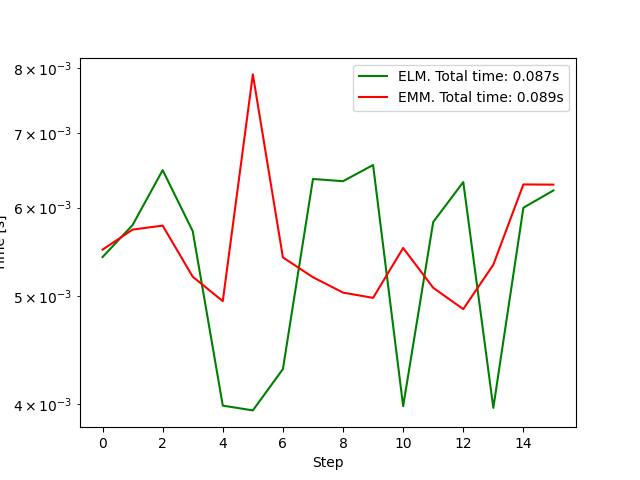 8 × 10⁻³
7 × 10⁻³
6 × 10⁻³
5 × 10⁻³
4 × 10⁻³
Time [s]
ELM. Total time: 0.087s
EMM. Total time: 0.089s
0 2 4 6 8 10 12 14
Step